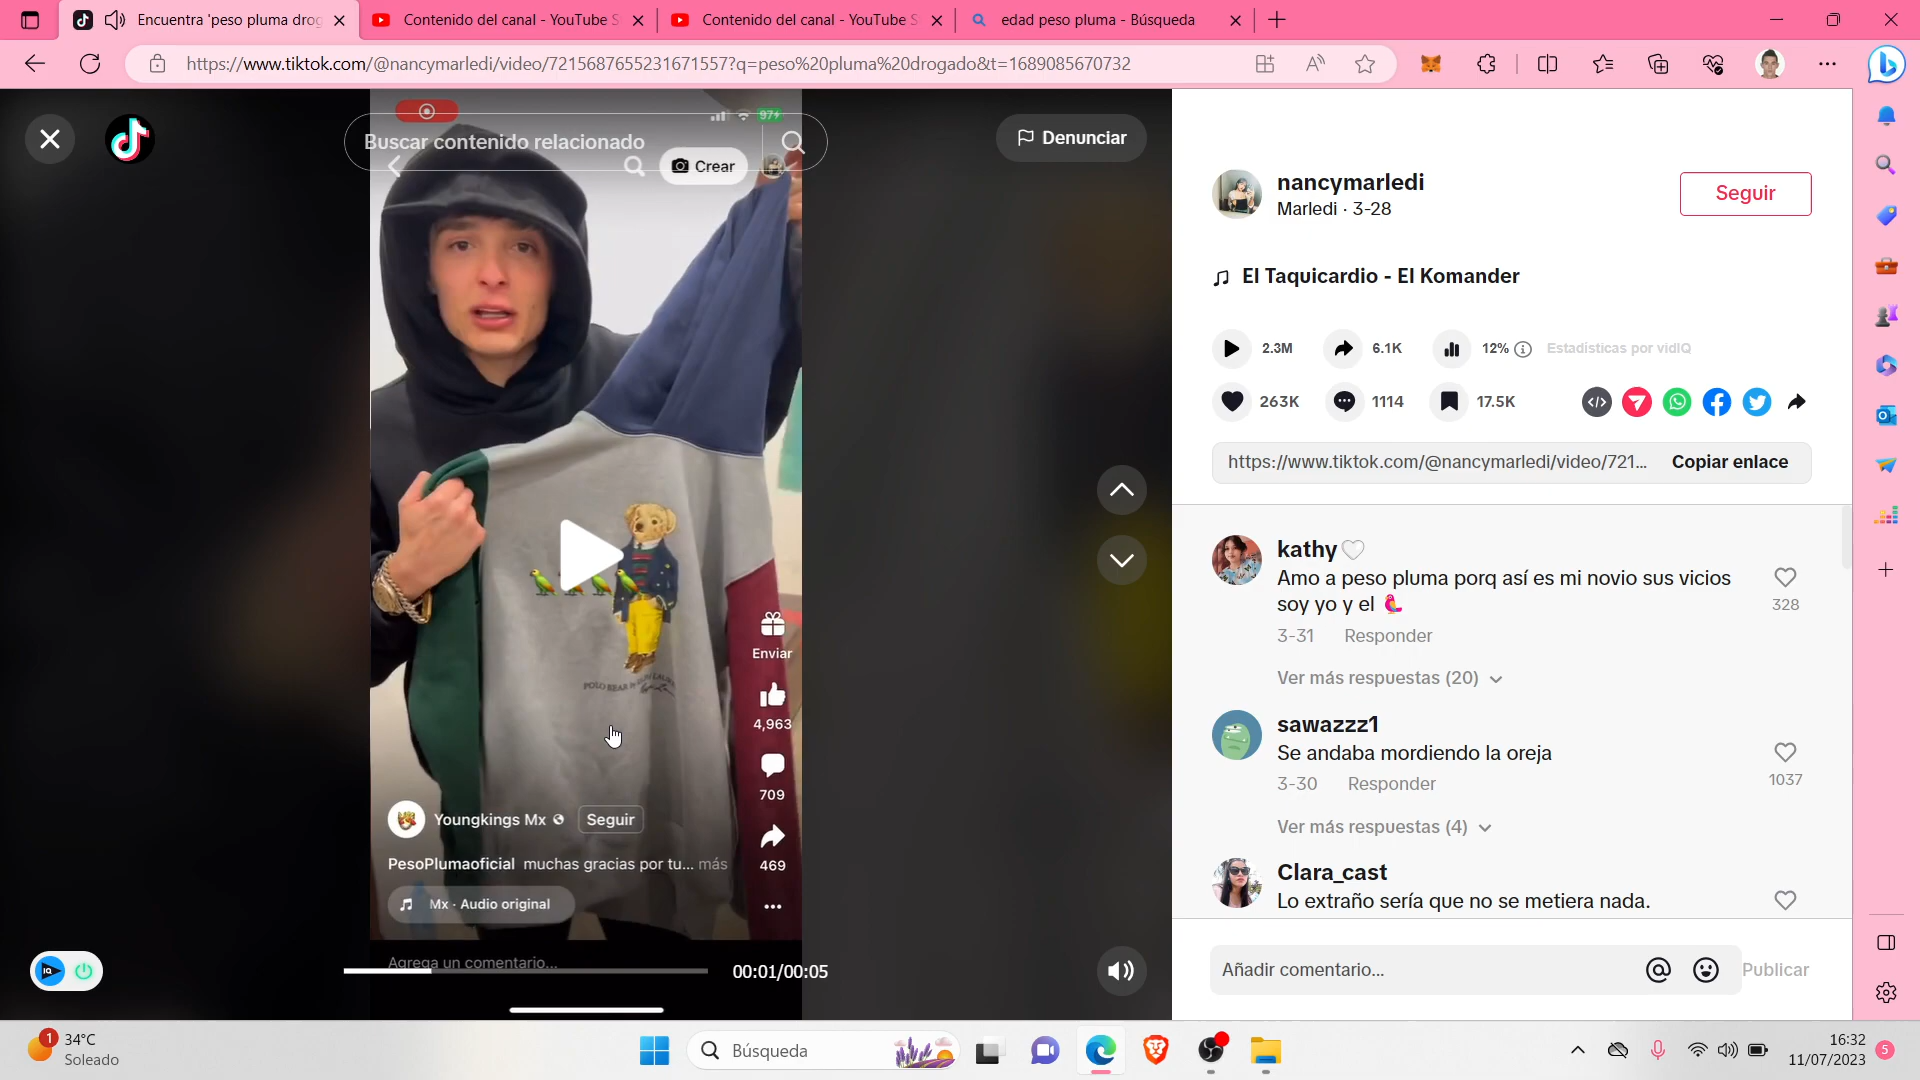 Encuentra 'peso pluma drog
Contenido del canal - YouTube S
Contenido del canal - YouTube S
edad peso pluma - Búsqueda
https://www.tiktok.com/@nancymarledi/video/7215687655231671557?q=peso%20pluma%20drogado&t=1689085670732
97
Buscar contenido relacionado
Crear
Denunciar
Enviar
4,963
709
469
Youngkings Mx
Seguir
PesoPlumaoficial muchas gracias por tu... más
Mx · Audio original
Agrega un comentario...
00:01/00:05
nancymarledi
Marledi · 3-28
Seguir
El Taquicardio - El Komander
2.3M
6.1K
12%
Estadísticas por vidIQ
263K
1114
17.5K
https://www.tiktok.com/@nancymarledi/video/721...
Copiar enlace
kathy
Amo a peso pluma porq así es mi novio sus vicios
soy yo y el 🦜
3-31 Responder
328
Ver más respuestas (20)
sawazzz1
Se andaba mordiendo la oreja
3-30 Responder
1037
Ver más respuestas (4)
Clara_cast
Lo extraño sería que no se metiera nada.
Añadir comentario...
Publicar
1
34°C
Soleado
Búsqueda
16:32
11/07/2023
5